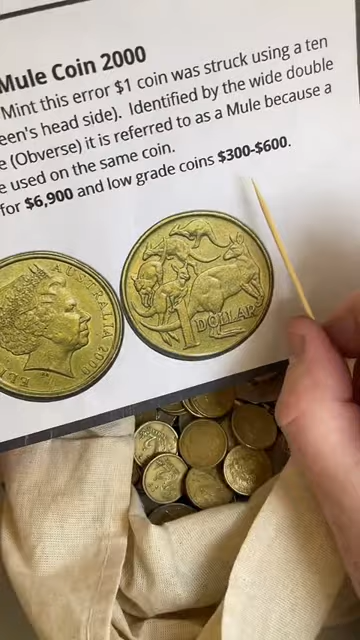 Mule Coin 2000
Mint this error $1 coin was struck using a ten
een's head side). Identified by the wide double
e (Obverse) it is referred to as a Mule because a
e used on the same coin.
for $6,900 and low grade coins $300-$600.
AUSTRALIA 2000
ELI
1 DOLLAR